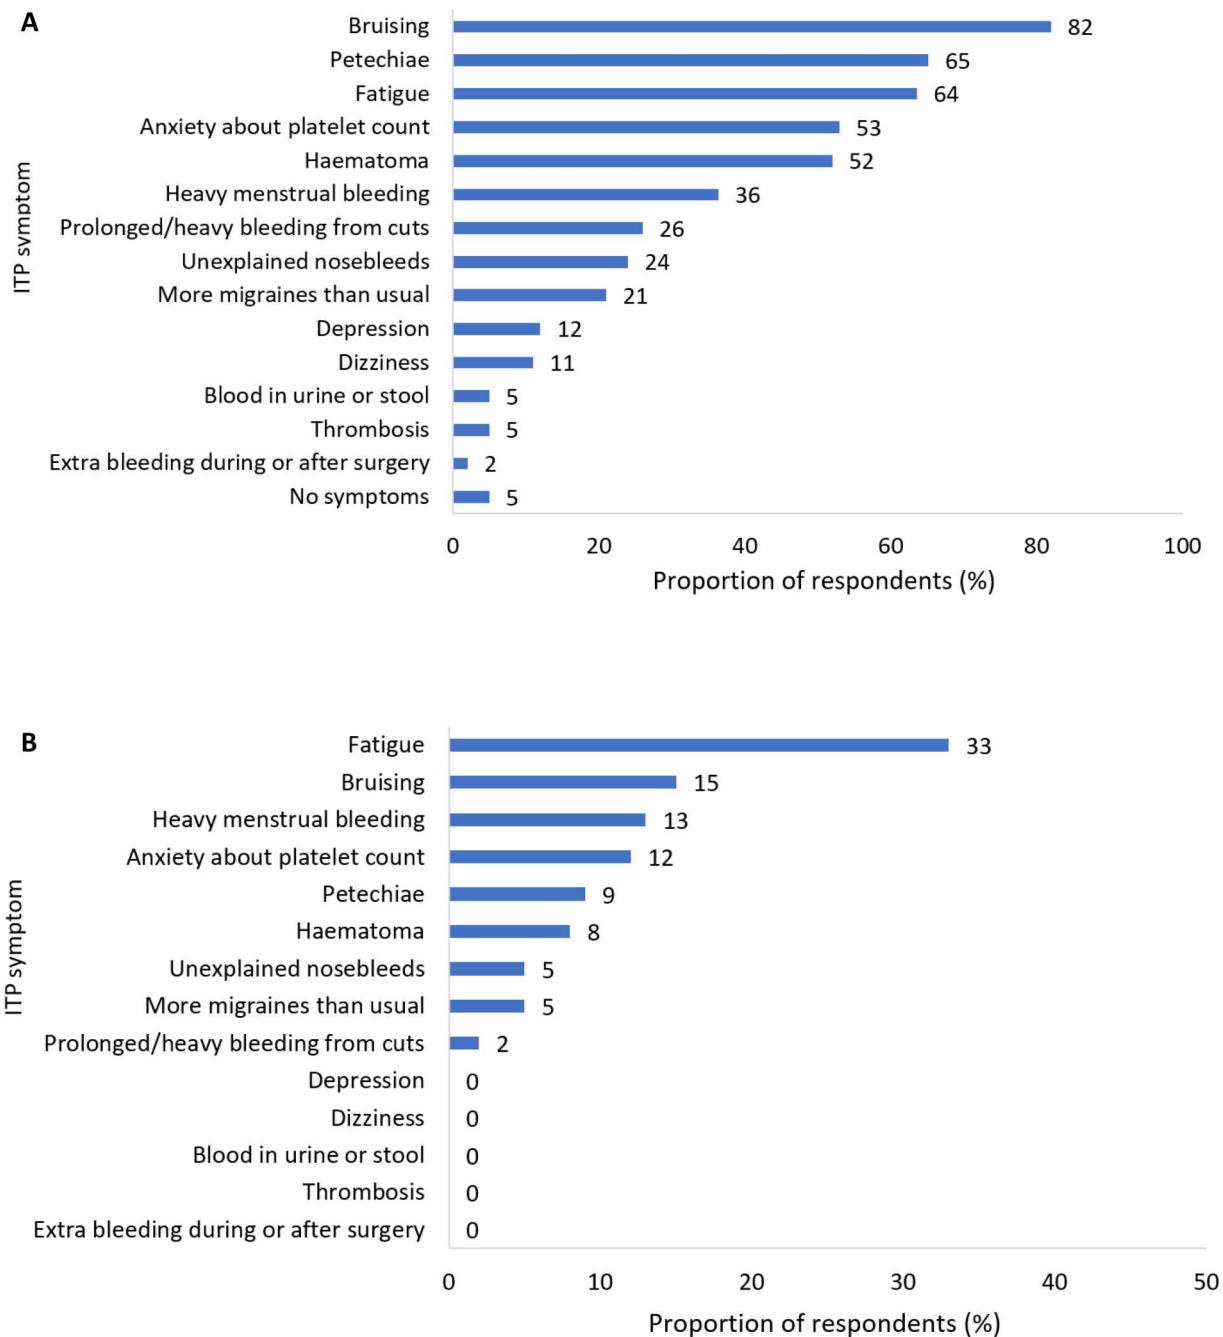 A
Bruising 82
Petechiae 65
Fatigue 64
Anxiety about platelet count 53
Haematoma 52
Heavy menstrual bleeding 36
Prolonged/heavy bleeding from cuts 26
Unexplained nosebleeds 24
More migraines than usual 21
Depression 12
Dizziness 11
Blood in urine or stool 5
Thrombosis 5
Extra bleeding during or after surgery 2
No symptoms 5
ITP symptom
0 20 40 60 80 100
Proportion of respondents (%)
B
Fatigue 33
Bruising 15
Heavy menstrual bleeding 13
Anxiety about platelet count 12
Petechiae 9
Haematoma 8
Unexplained nosebleeds 5
More migraines than usual 5
Prolonged/heavy bleeding from cuts 2
Depression 0
Dizziness 0
Blood in urine or stool 0
Thrombosis 0
Extra bleeding during or after surgery 0
ITP symptom
0 10 20 30 40 50
Proportion of respondents (%)